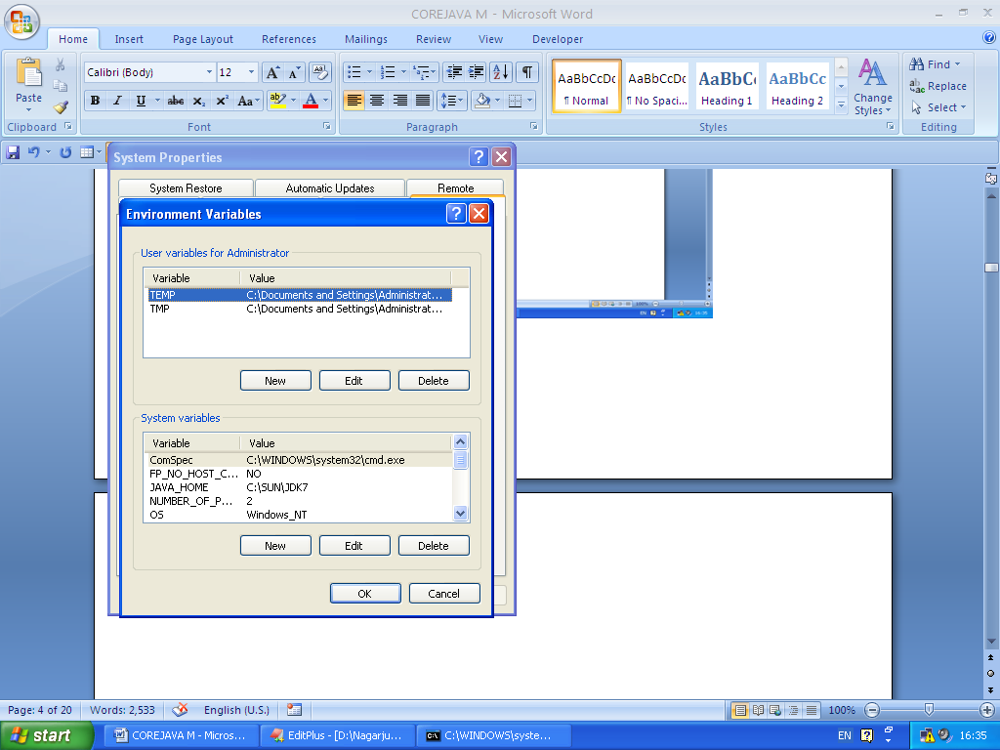 COREJAVA M - Microsoft Word
Home Insert Page Layout References Mailings Review View Developer
Paste
Calibri (Body) 12
B I U abc x₂ x² Aa
AaBbCcDc AaBbCcDc AaBbC AaBbCc
¶ Normal ¶ No Spaci... Heading 1 Heading 2
Change Styles
Find
Replace
Select
Clipboard Font Paragraph Styles Editing
System Properties
System Restore Automatic Updates Remote
Environment Variables
User variables for Administrator
Variable Value
TEMP C:\Documents and Settings\Administrat...
TMP C:\Documents and Settings\Administrat...
New Edit Delete
System variables
Variable Value
ComSpec C:\WINDOWS\system32\cmd.exe
FP_NO_HOST_C... NO
JAVA_HOME C:\SUN\JDK7
NUMBER_OF_P... 2
OS Windows_NT
New Edit Delete
OK Cancel
Page: 4 of 20 Words: 2,533 English (U.S.) 100%
start COREJAVA M - Micros... EditPlus - [D:\Nagarju... C:\WINDOWS\syste... EN 16:35